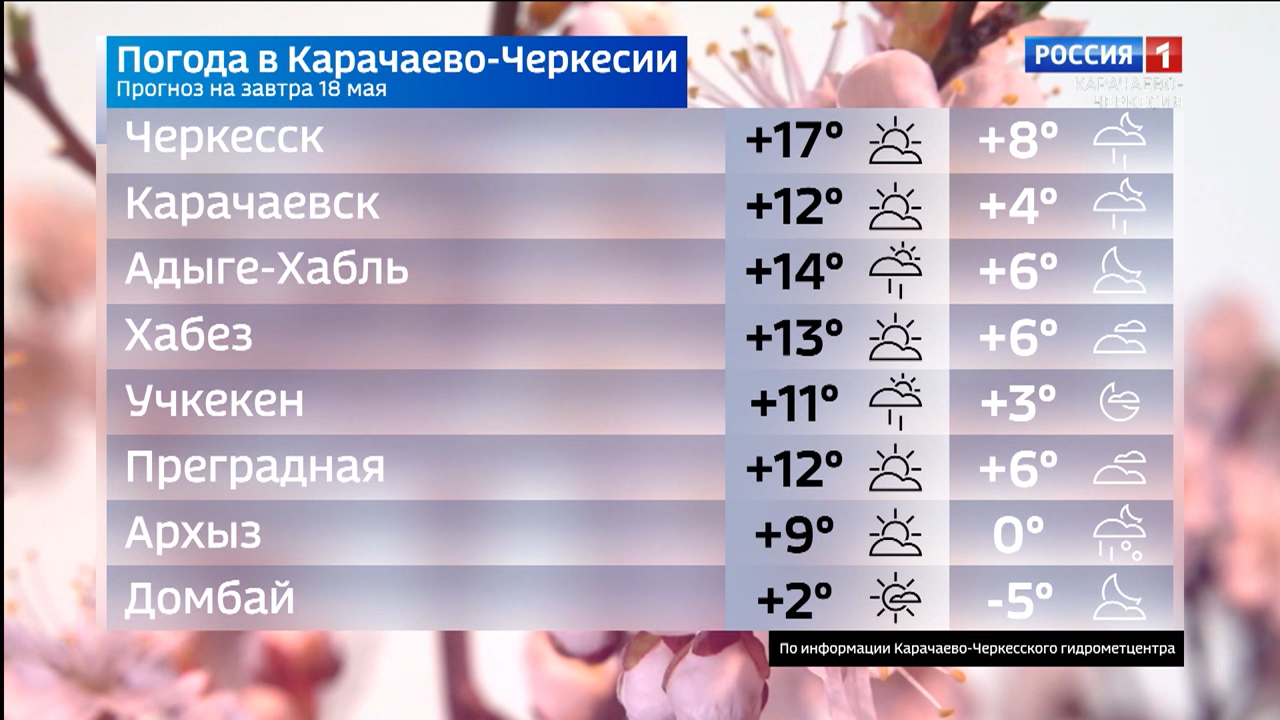 Погода в Карачаево-Черкесии
Прогноз на завтра 18 мая
РОССИЯ 1
КАРАЧАЕВО-
ЧЕРКЕСИЯ
Черкесск +17° +8°
Карачаевск +12° +4°
Адыге-Хабль +14° +6°
Хабез +13° +6°
Учкекен +11° +3°
Преградная +12° +6°
Архыз +9° 0°
Домбай +2° -5°
По информации Карачаево-Черкесского гидрометцентра